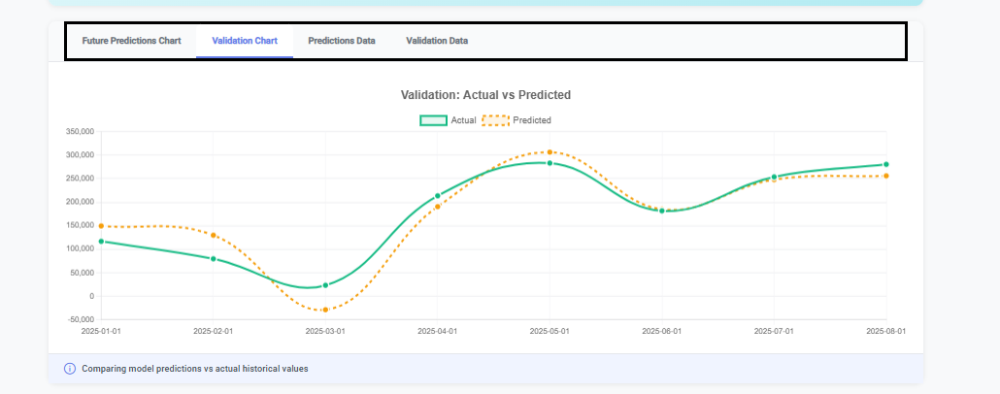 Future Predictions Chart Validation Chart Predictions Data Validation Data
Validation: Actual vs Predicted
Actual Predicted
350,000
300,000
250,000
200,000
150,000
100,000
50,000
0
-50,000
2025-01-01 2025-02-01 2025-03-01 2025-04-01 2025-05-01 2025-06-01 2025-07-01 2025-08-01
Comparing model predictions vs actual historical values